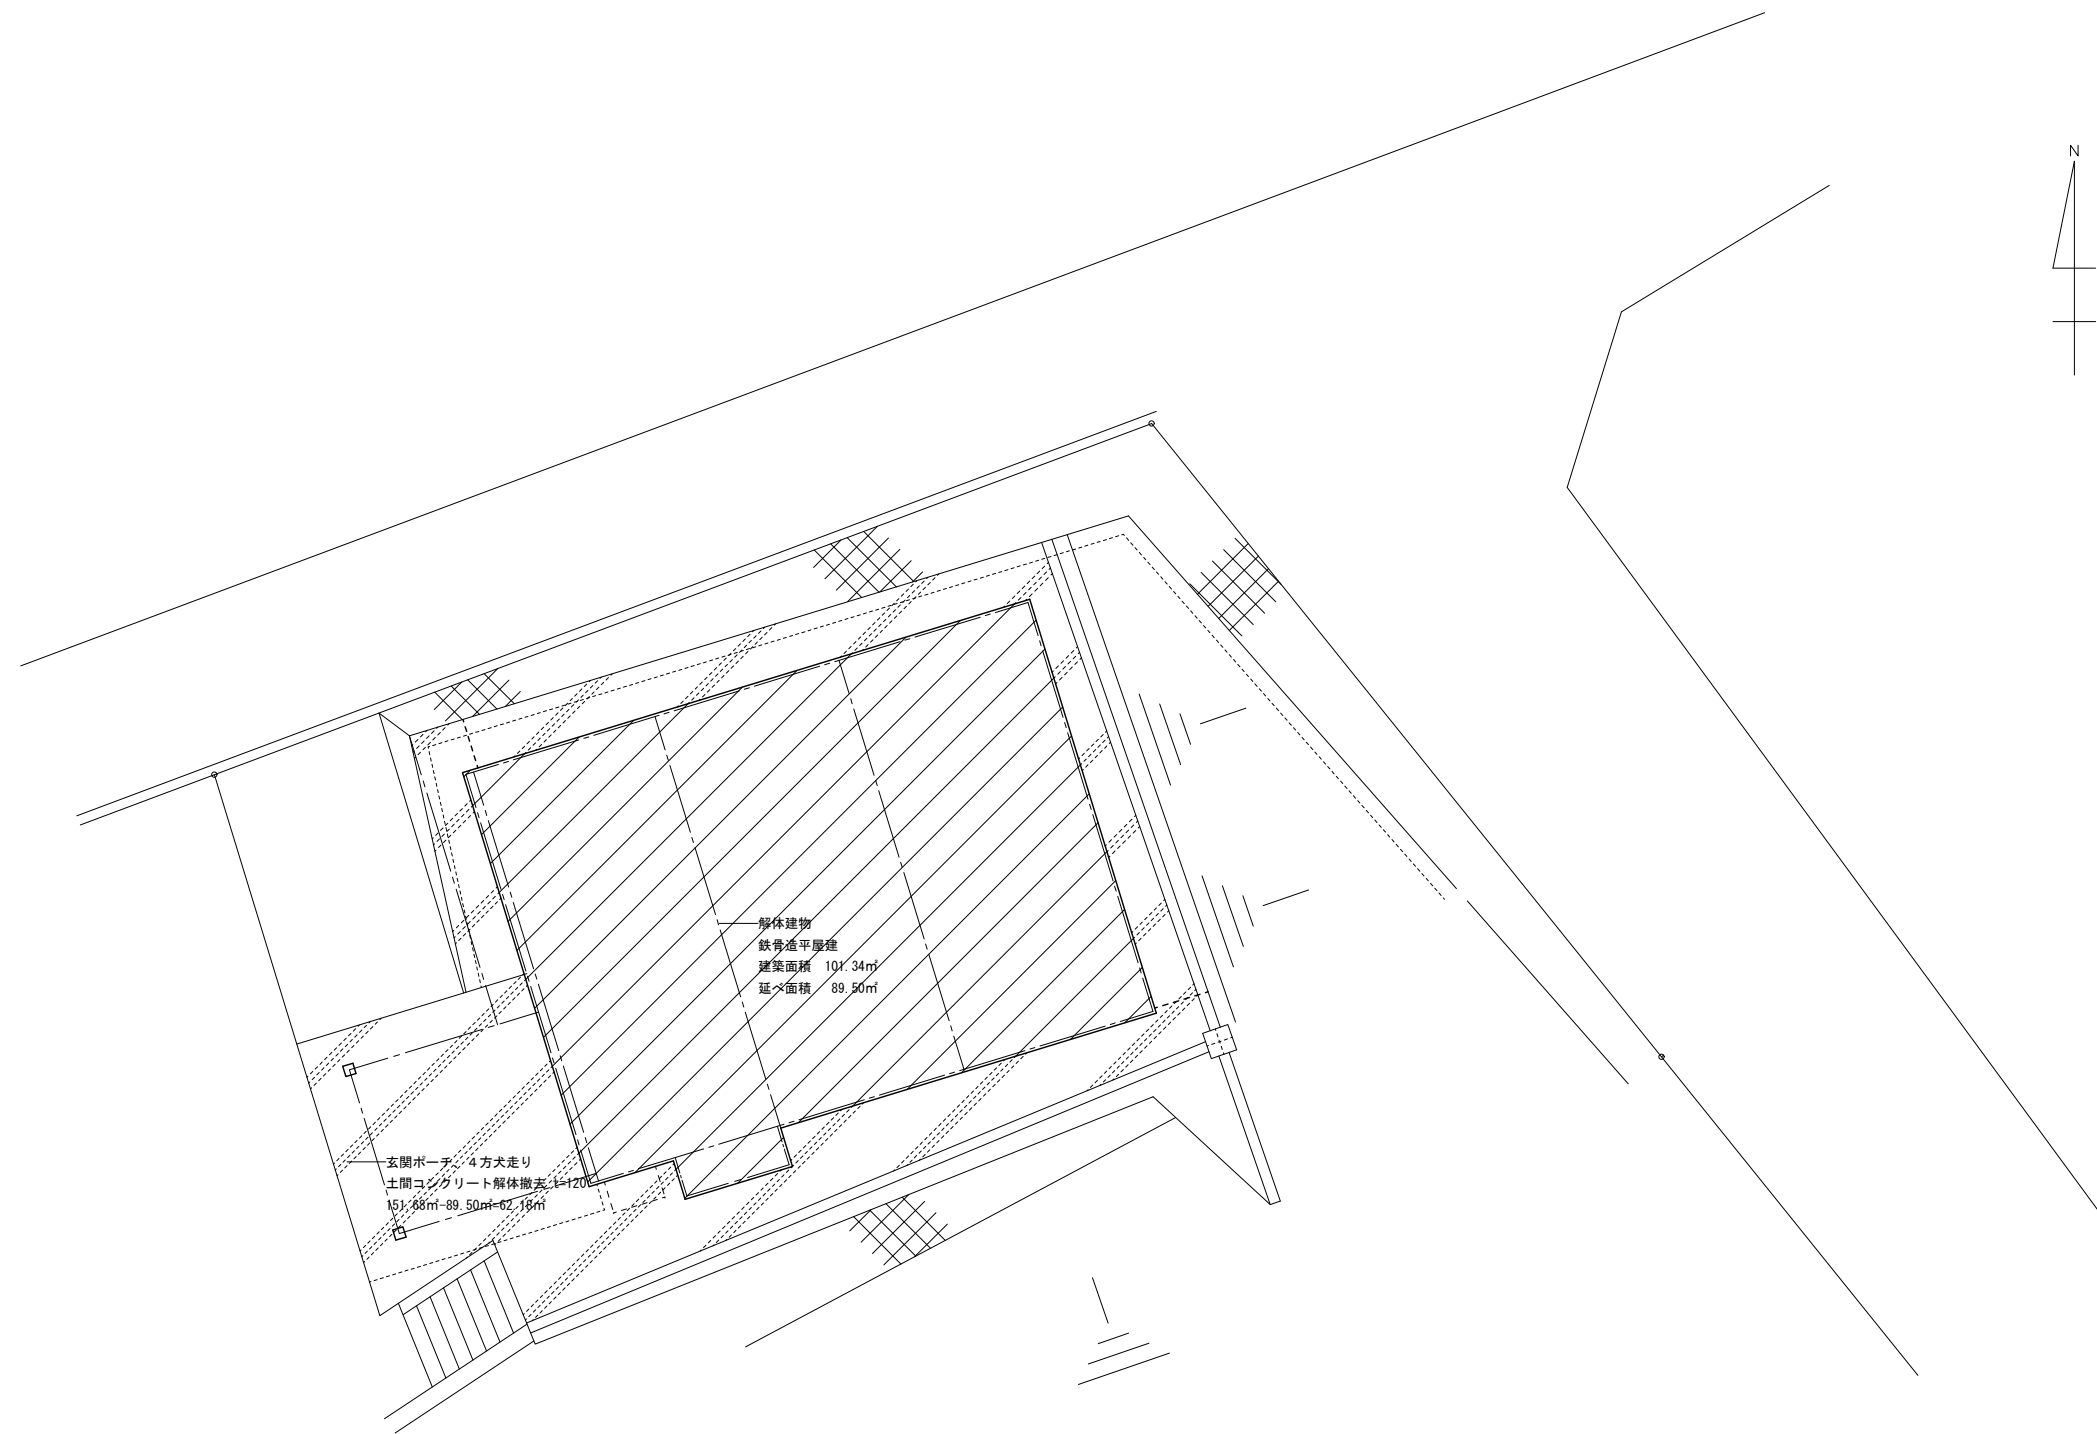 N
解体建物
鉄骨造平屋建
建築面積　101.34㎡
延べ面積　 89.50㎡
玄関ポーチ、４方犬走り
土間コンクリート解体撤去 t=120
151.68㎡-89.50㎡=62.18㎡